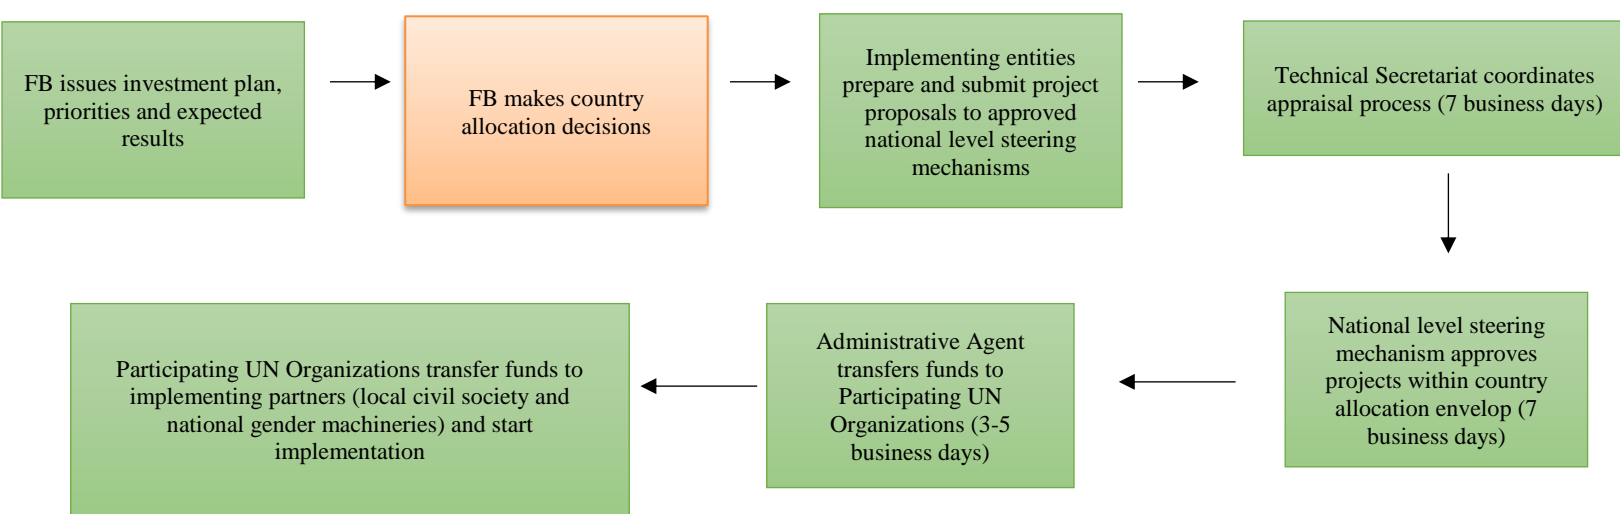 FB issues investment plan,
priorities and expected
results
FB makes country
allocation decisions
Implementing entities
prepare and submit project
proposals to approved
national level steering
mechanisms
Technical Secretariat coordinates
appraisal process (7 business days)
National level steering
mechanism approves
projects within country
allocation envelop (7
business days)
Administrative Agent
transfers funds to
Participating UN
Organizations (3-5
business days)
Participating UN Organizations transfer funds to
implementing partners (local civil society and
national gender machineries) and start
implementation